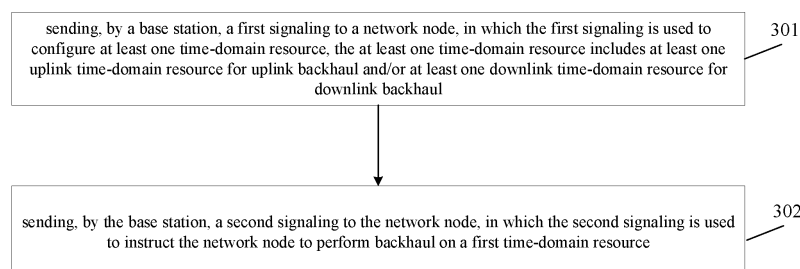 sending, by a base station, a first signaling to a network node, in which the first signaling is used to
configure at least one time-domain resource, the at least one time-domain resource includes at least one
uplink time-domain resource for uplink backhaul and/or at least one downlink time-domain resource for
downlink backhaul
301
sending, by the base station, a second signaling to the network node, in which the second signaling is used
to instruct the network node to perform backhaul on a first time-domain resource
302